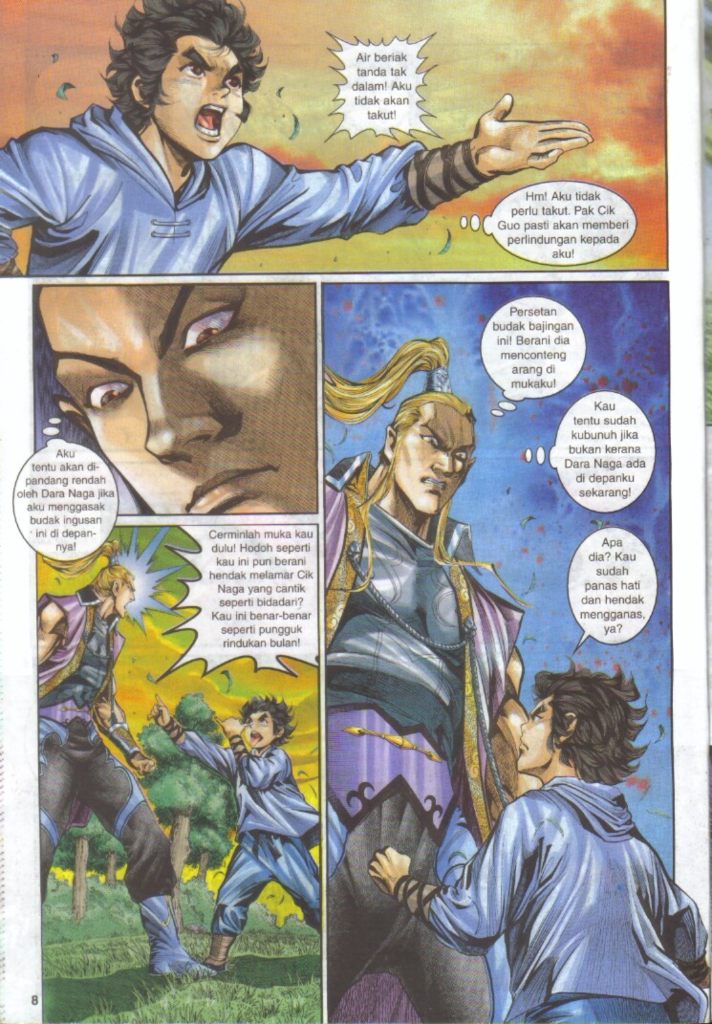 Air beriak
tanda tak
dalam! Aku
tidak akan
takut!
Hm! Aku tidak
perlu takut. Pak Cik
Guo pasti akan memberi
perlindungan kepada
aku!
Aku
tentu akan di-
pandang rendah
oleh Dara Naga jika
aku menggasak
budak ingusan
ini di depan-
nya!
Persetan
budak bajingan
ini! Berani dia
menconteng
arang di
mukaku!
Kau
tentu sudah
kubunuh jika
bukan kerana
Dara Naga ada
di depanku
sekarang!
Cerminlah muka kau
dulu! Hodoh seperti
kau ini pun berani
hendak melamar Cik
Naga yang cantik
seperti bidadari?
Kau ini benar-benar
seperti pungguk
rindukan bulan!
Apa
dia? Kau
sudah
panas hati
dan hendak
mengganas,
ya?
8